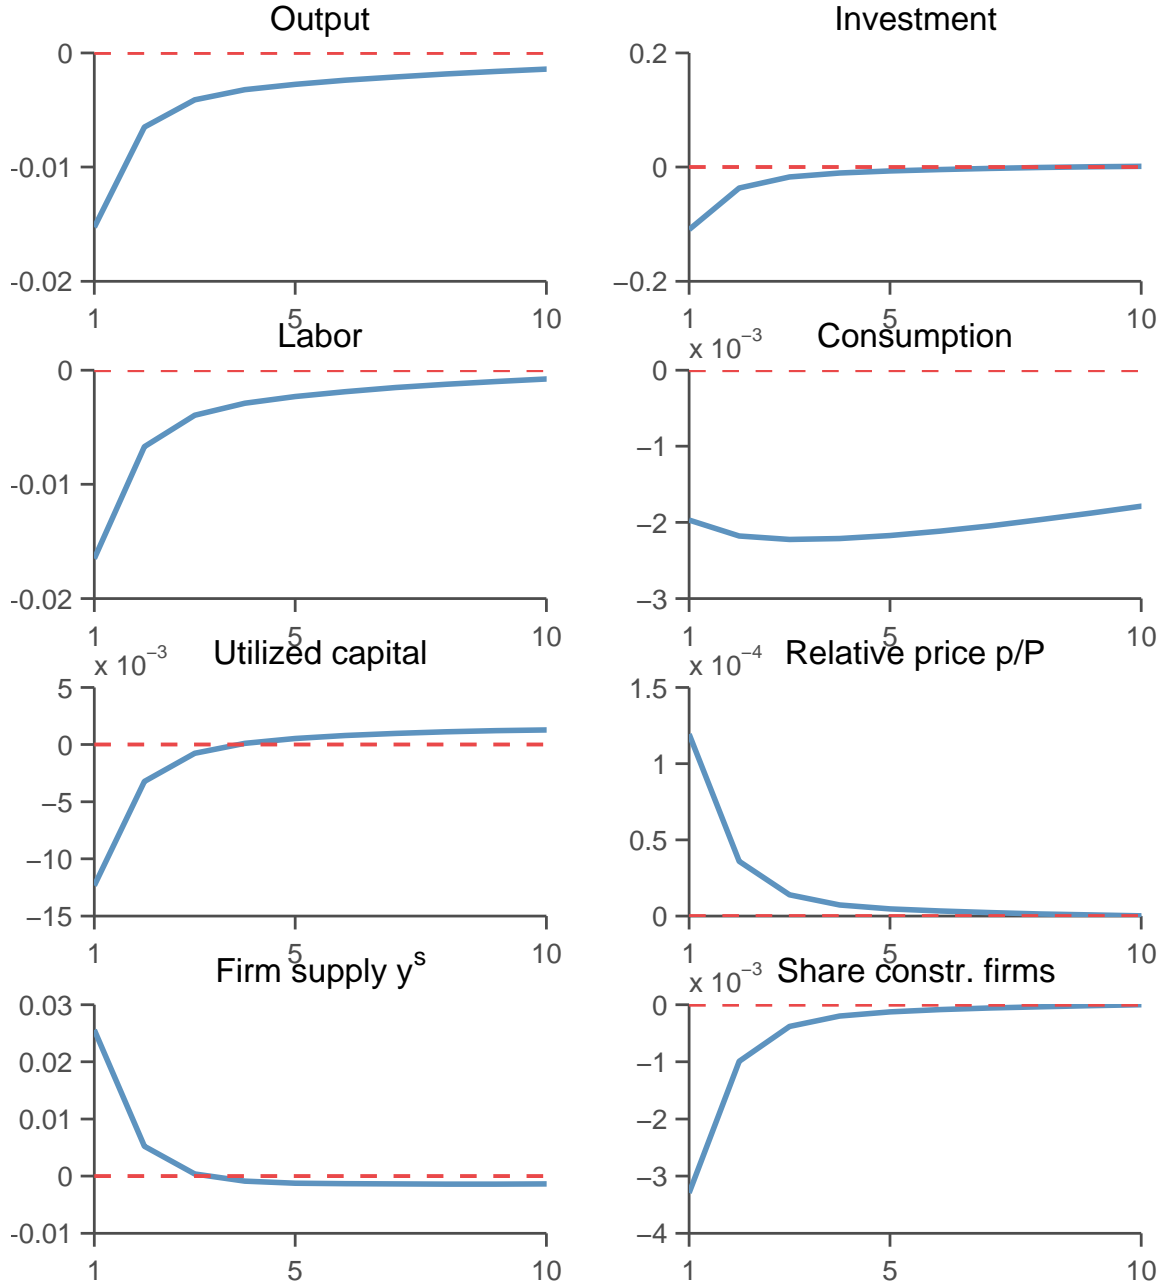 Output
0
-0.01
-0.02
1 5 10
Investment
0.2
0
−0.2
1 5 10
Labor
0
-0.01
-0.02
1 5 10
Consumption
x 10⁻³
0
−1
−2
−3
1 5 10
Utilized capital
x 10⁻³
5
0
−5
−10
−15
1 5 10
Relative price p/P
x 10⁻⁴
1.5
1
0.5
0
1 5 10
Firm supply yˢ
0.03
0.02
0.01
0
-0.01
1 5 10
Share constr. firms
x 10⁻³
0
−1
−2
−3
−4
1 5 10